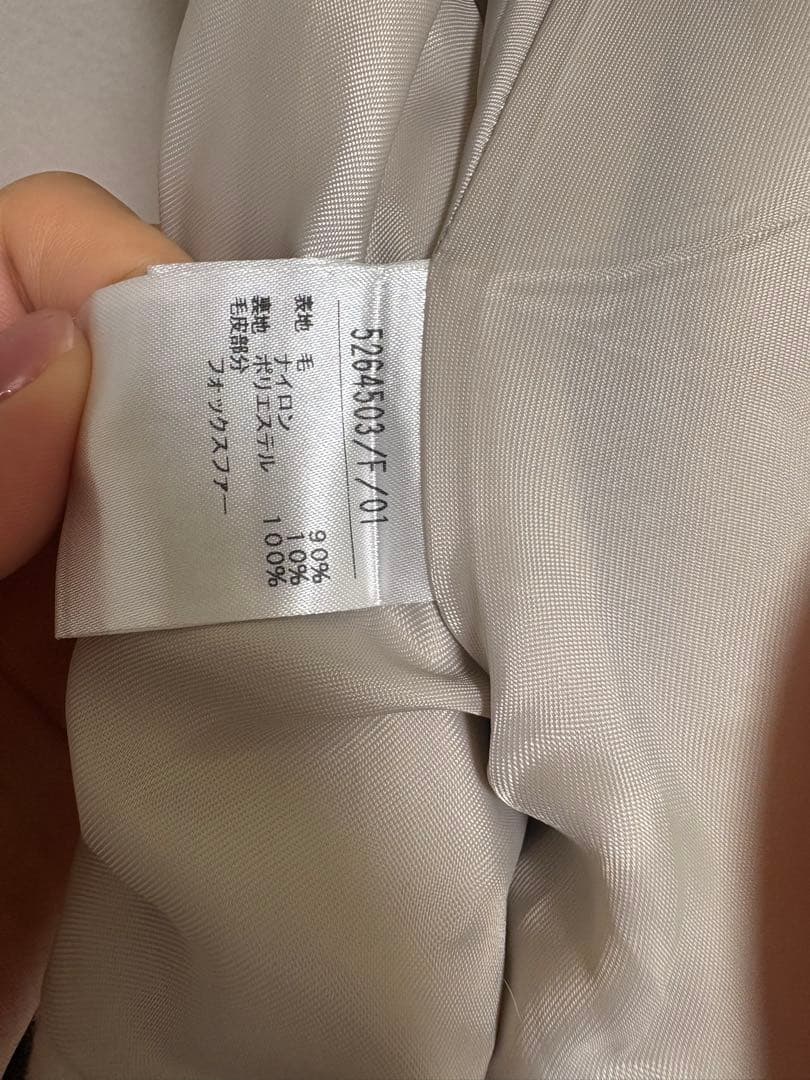 5264503/F/01
表地 毛 90%
ナイロン 10%
裏地 ポリエステル 100%
毛皮部分
フォックスファー